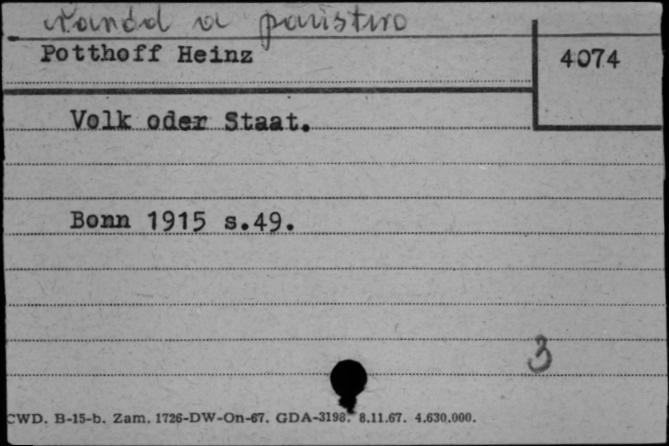 naród a państwo
Potthoff Heinz
4074
Volk oder Staat.
Bonn 1915 s.49.
3
CWD. B-15-b. Zam. 1726-DW-On-67. GDA-3198. 8.11.67. 4.630.000.